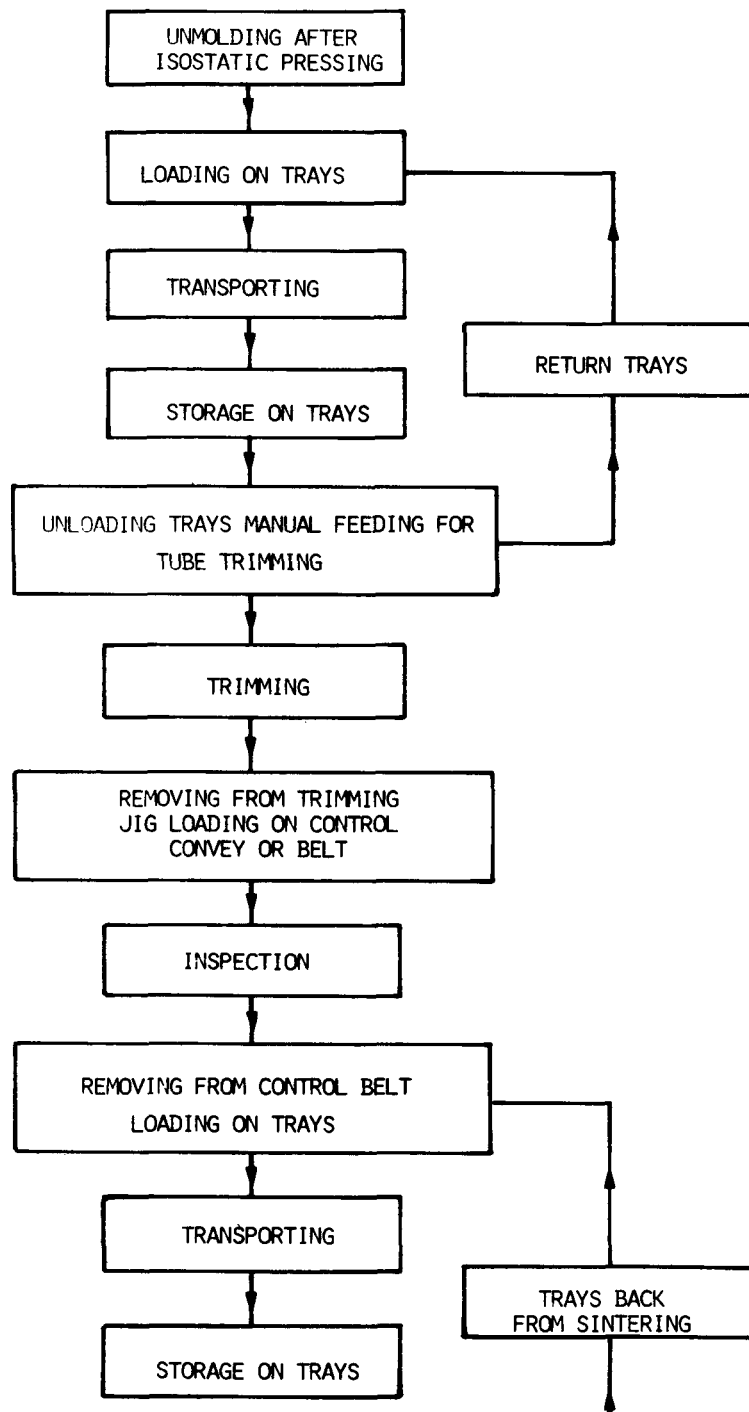 UNMOLDING AFTER
ISOSTATIC PRESSING
LOADING ON TRAYS
TRANSPORTING
RETURN TRAYS
STORAGE ON TRAYS
UNLOADING TRAYS MANUAL FEEDING FOR
TUBE TRIMMING
TRIMMING
REMOVING FROM TRIMMING
JIG LOADING ON CONTROL
CONVEY OR BELT
INSPECTION
REMOVING FROM CONTROL BELT
LOADING ON TRAYS
TRANSPORTING
TRAYS BACK
FROM SINTERING
STORAGE ON TRAYS